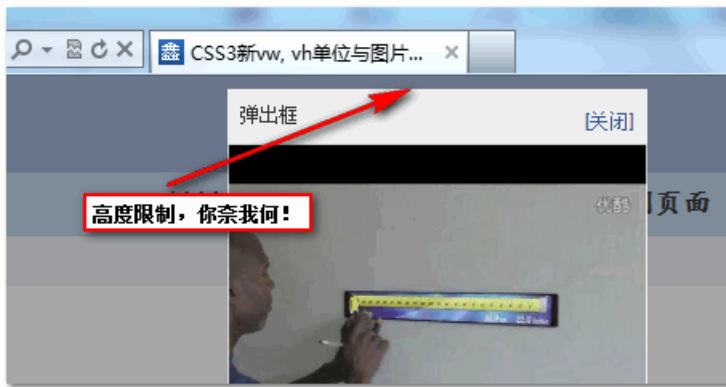 鑫 CSS3新vw, vh单位与图片...
弹出框
[关闭]
高度限制，你奈我何！
优酷
页面